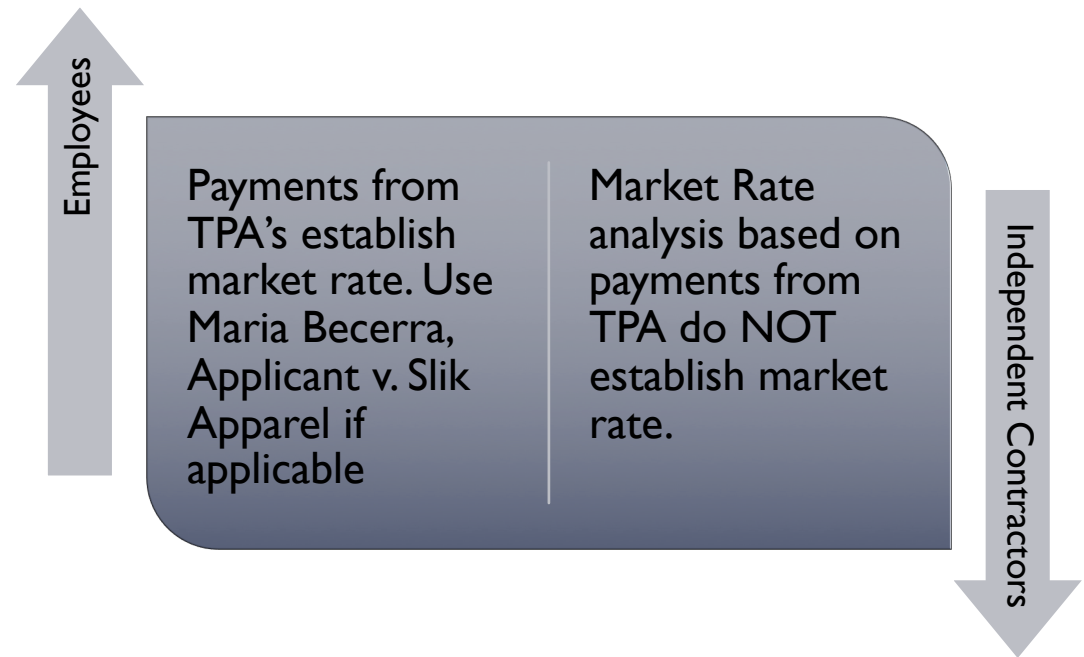 Employees
Payments from
TPA’s establish
market rate. Use
Maria Becerra,
Applicant v. Slik
Apparel if
applicable
Market Rate
analysis based on
payments from
TPA do NOT
establish market
rate.
Independent Contractors